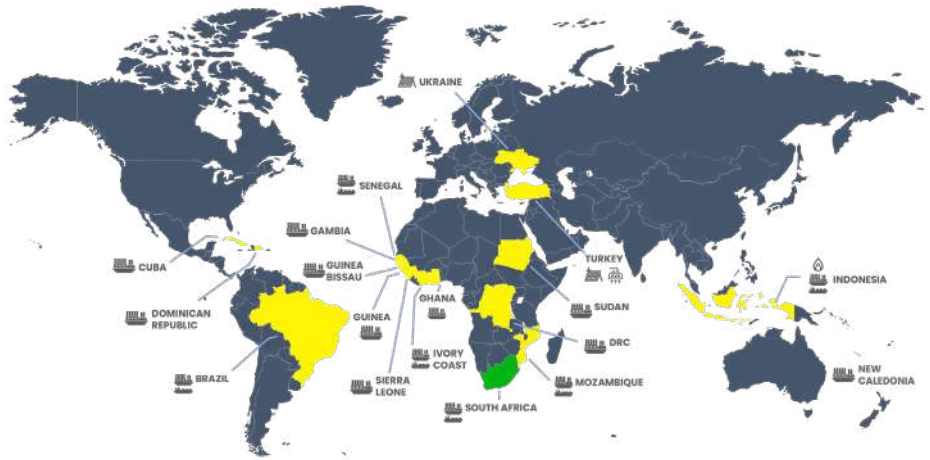 UKRAINE
SENEGAL
GAMBIA
GUINEA
BISSAU
CUBA
DOMINICAN
REPUBLIC
BRAZIL
GUINEA
GHANA
IVORY
COAST
SIERRA
LEONE
SOUTH AFRICA
TURKEY
SUDAN
DRC
MOZAMBIQUE
INDONESIA
NEW
CALEDONIA